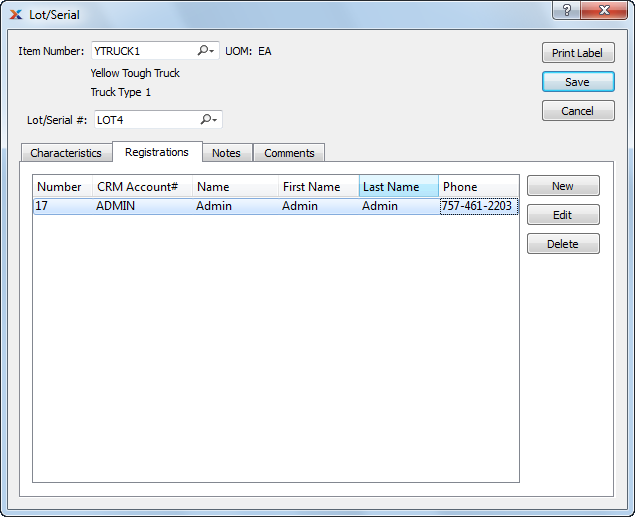 Lot/Serial
Item Number: YTRUCK1 UOM: EA Print Label
Yellow Tough Truck Save
Truck Type 1
Lot/Serial #: LOT4 Cancel
Characteristics Registrations Notes Comments
Number CRM Account# Name First Name Last Name Phone New
17 ADMIN Admin Admin Admin 757-461-2203 Edit
Delete